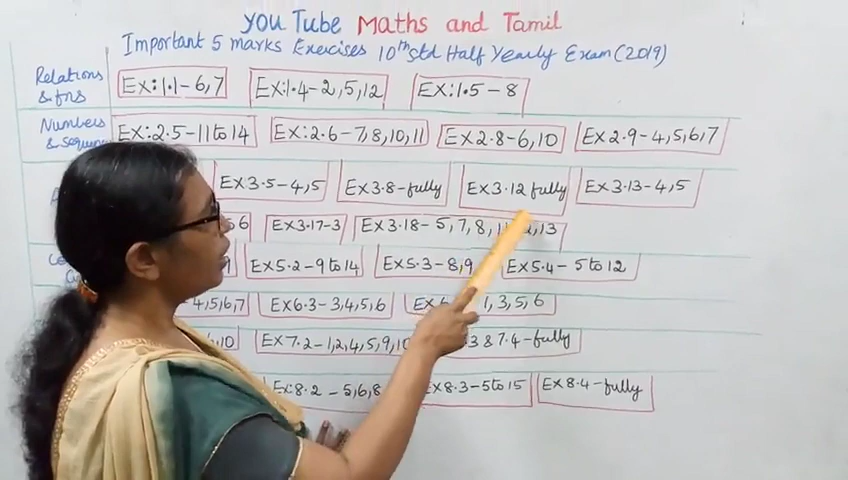 YOU Tube Maths and Tamil
Important 5 marks Exercises 10th std Half Yearly Exam (2019)
Relations & fns EX:1.1-6,7 EX:1.4-2,5,12 EX:1.5-8
Numbers & EX:2.5-11 to 14 EX:2.6-7,8,10,11 EX 2.8-6,10 EX 2.9-4,5,6,7
EX 3.5-4,5 EX 3.8-fully EX 3.12 fully EX 3.13-4,5
EX 3.17-3 EX 3.18-5,7,8, 13
EX 5.2-9 to 14 EX 5.3-8,9 EX 5.4-5 to 12
-4,5,6,7 EX 6.3-3,4,5,6 1,3,5,6
,10 EX 7.2-1,2,4,5,9,10 & 7.4-fully
EX:8.2-5,6,8 EX 8.3-5 to 15 EX 8.4-fully